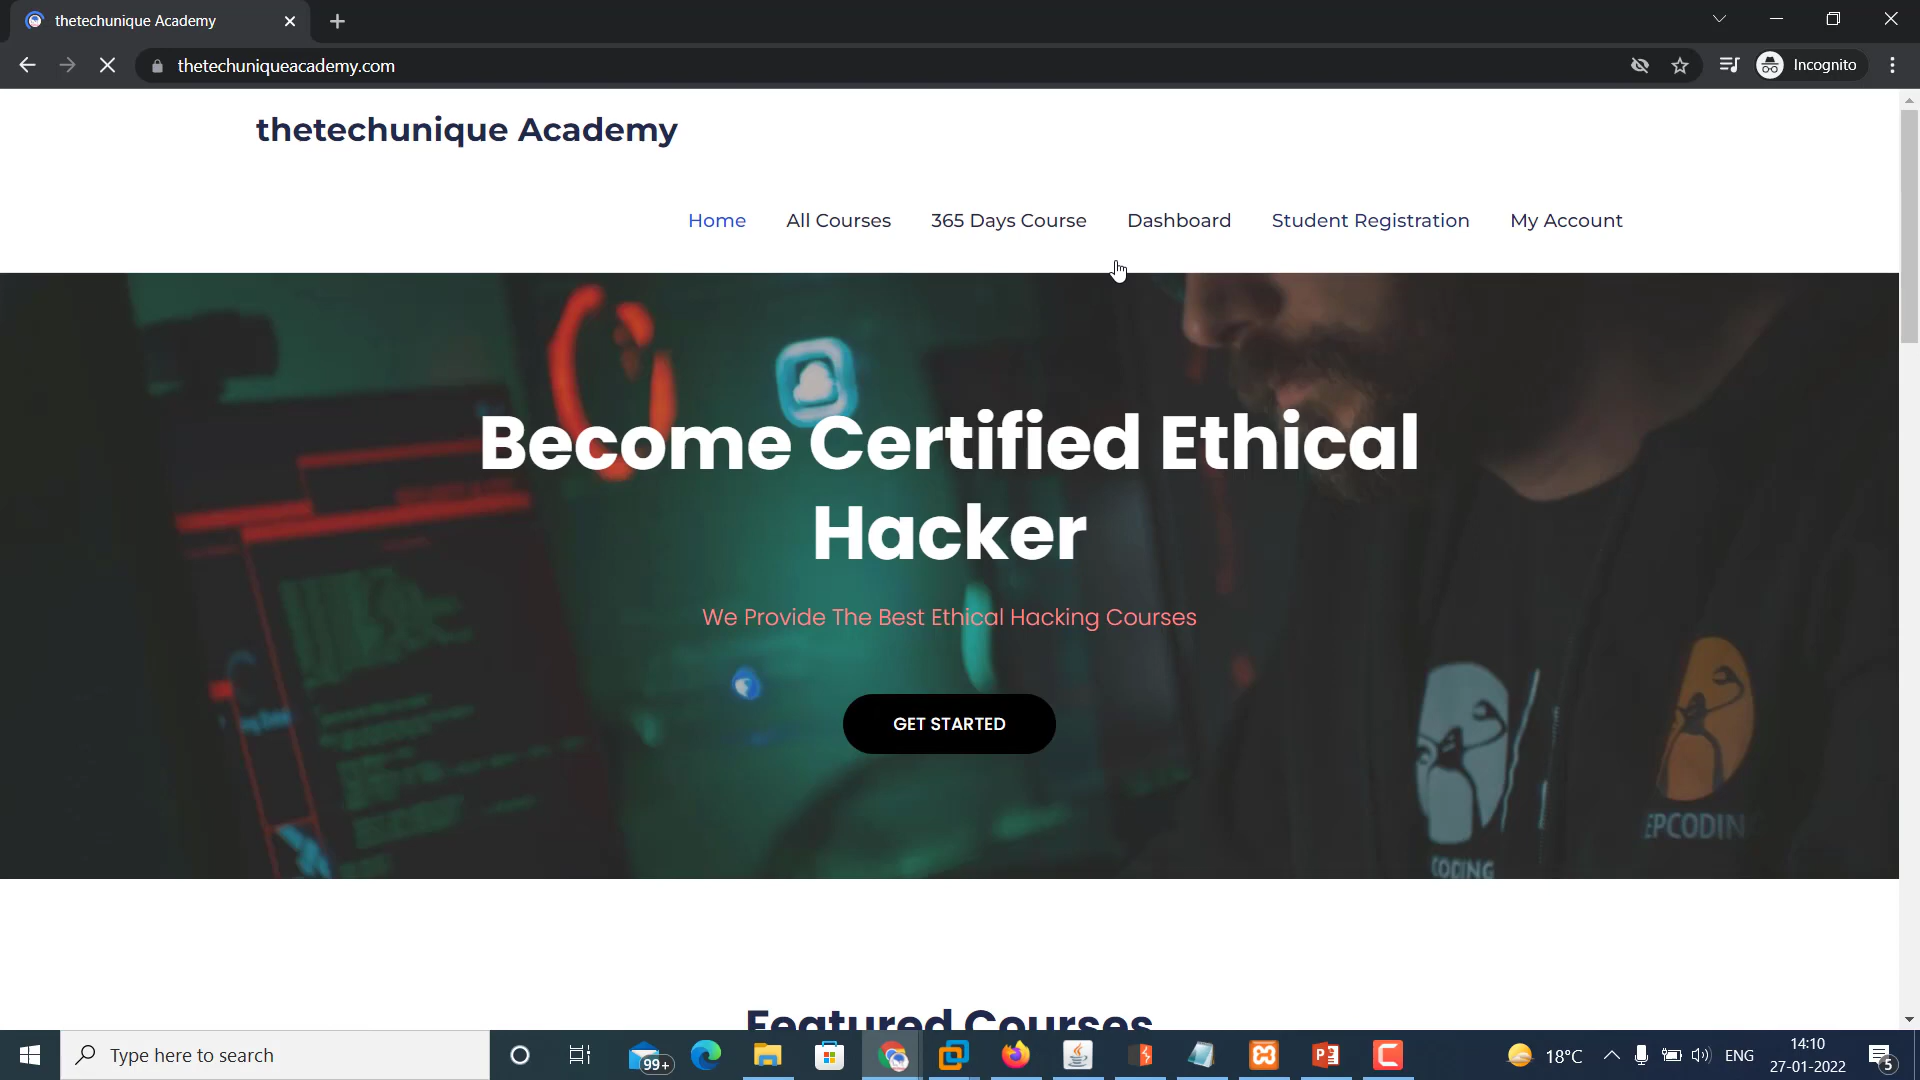 thetechunique Academy
thetechuniqueacademy.com
Incognito
thetechunique Academy
Home All Courses 365 Days Course Dashboard Student Registration My Account
Become Certified Ethical
Hacker
We Provide The Best Ethical Hacking Courses
GET STARTED
EPCODIN
CODING
Featured Courses
Type here to search
99+
18°C
ENG
14:10
27-01-2022
5